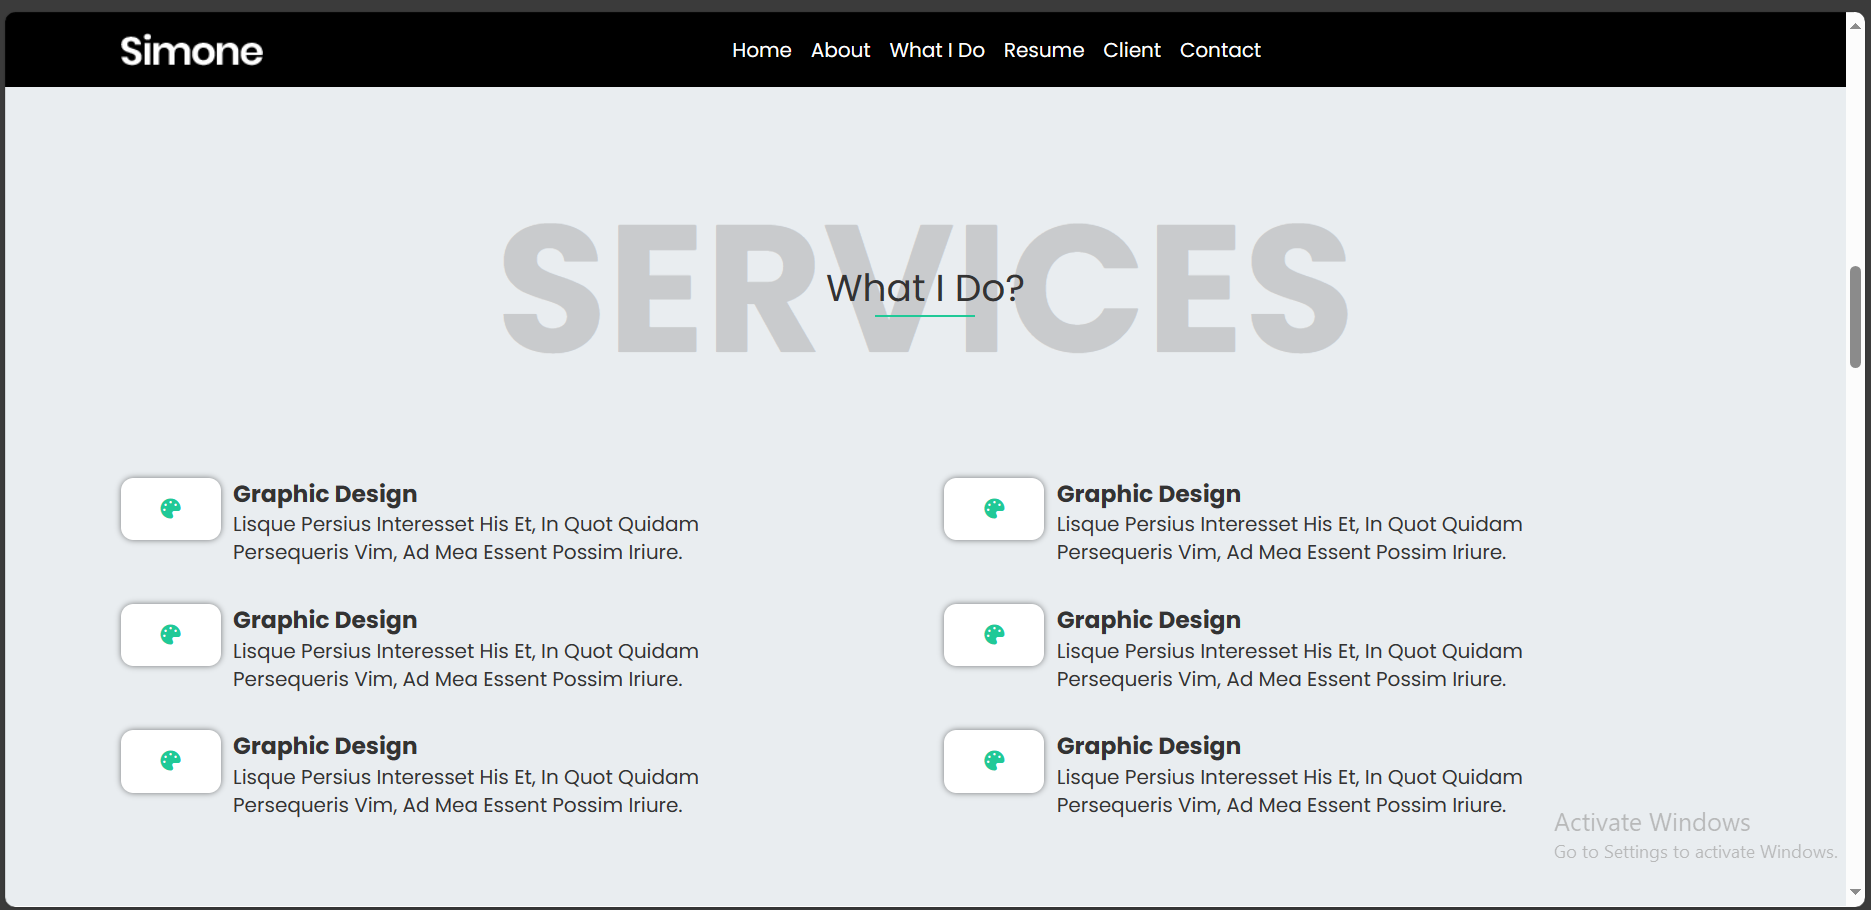 Simone
Home About What I Do Resume Client Contact
SERVICES
What I Do?
Graphic Design
Lisque Persius Interesset His Et, In Quot Quidam
Persequeris Vim, Ad Mea Essent Possim Iriure.
Graphic Design
Lisque Persius Interesset His Et, In Quot Quidam
Persequeris Vim, Ad Mea Essent Possim Iriure.
Graphic Design
Lisque Persius Interesset His Et, In Quot Quidam
Persequeris Vim, Ad Mea Essent Possim Iriure.
Graphic Design
Lisque Persius Interesset His Et, In Quot Quidam
Persequeris Vim, Ad Mea Essent Possim Iriure.
Graphic Design
Lisque Persius Interesset His Et, In Quot Quidam
Persequeris Vim, Ad Mea Essent Possim Iriure.
Graphic Design
Lisque Persius Interesset His Et, In Quot Quidam
Persequeris Vim, Ad Mea Essent Possim Iriure.
Activate Windows
Go to Settings to activate Windows.